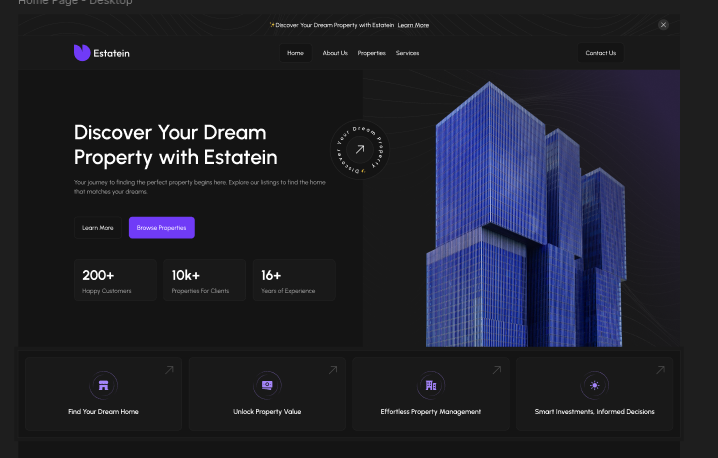 Home Page - Desktop
✨Discover Your Dream Property with Estatein Learn More
Estatein
Home
About Us
Properties
Services
Contact Us
Discover Your Dream
Property with Estatein
✨Discover Your Dream Property
Your journey to finding the perfect property begins here. Explore our listings to find the home
that matches your dreams.
Learn More
Browse Properties
200+
Happy Customers
10k+
Properties For Clients
16+
Years of Experience
Find Your Dream Home
Unlock Property Value
Effortless Property Management
Smart Investments, Informed Decisions